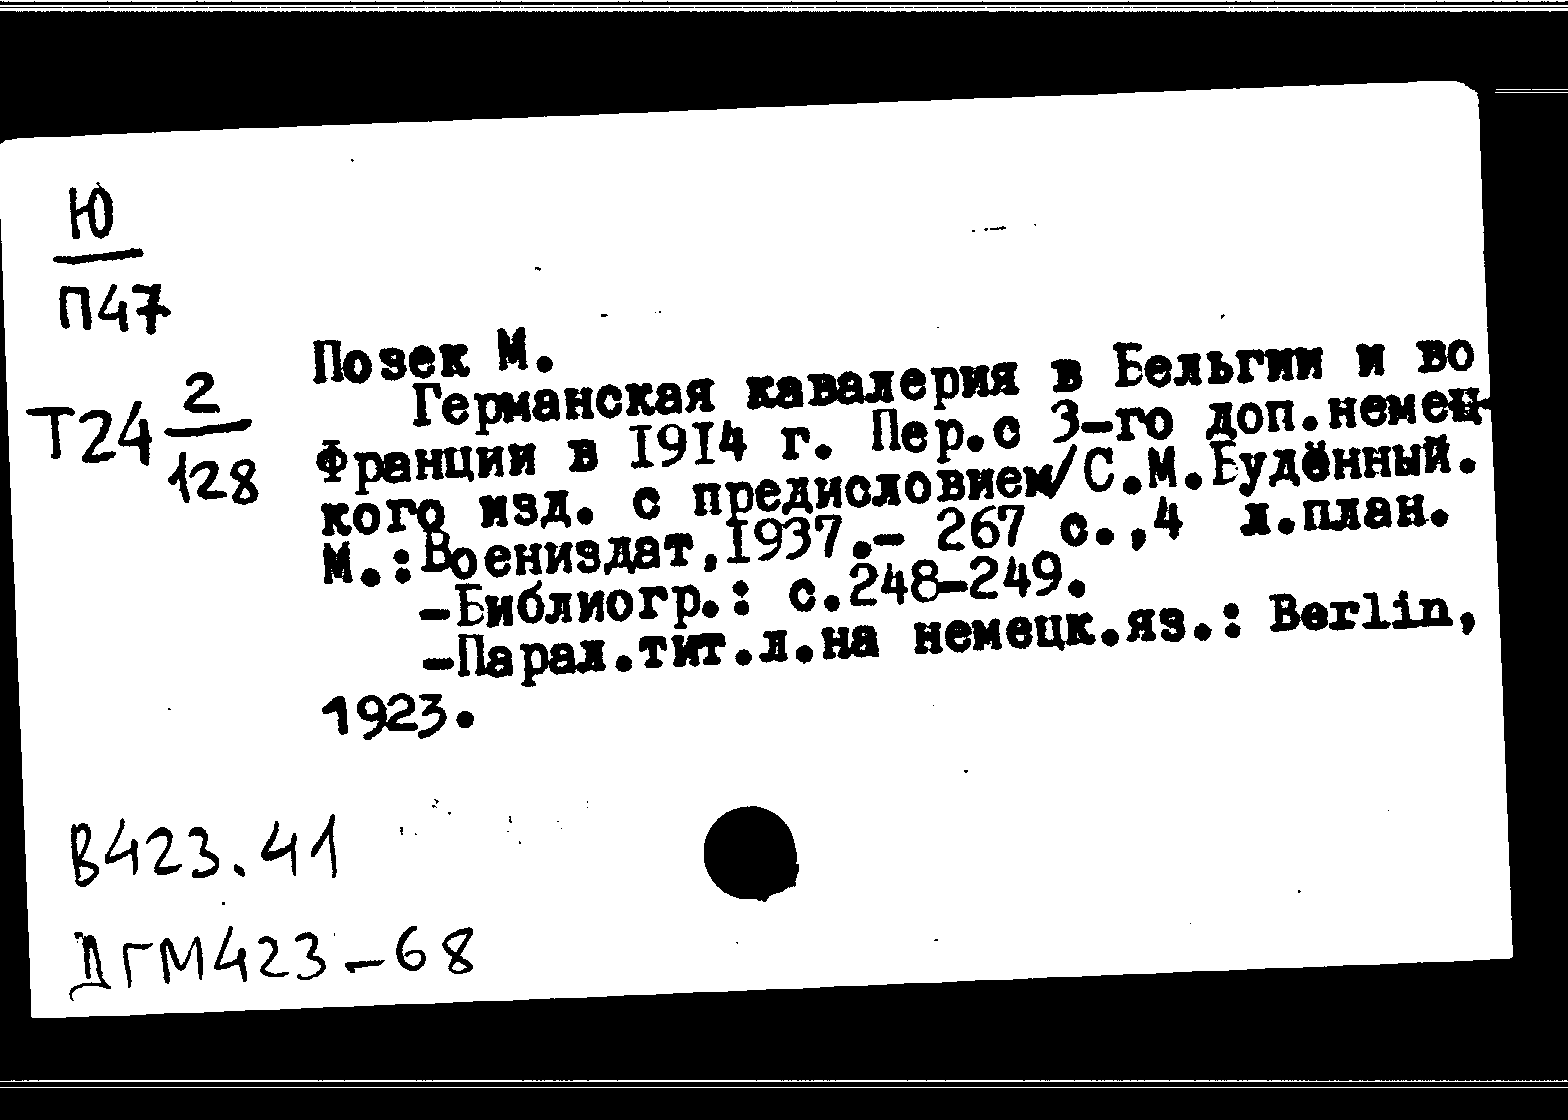 Ю
П47
Т24 2/128
Позек М.
Германская кавалерия в Бельгии и во
Франции в 1914 г. Пер.с 3-го доп.немец-
кого изд. с предисловием/С.М.Будённый.
М.:Воениздат,1937.- 267 с.,4 л.план.
-Библиогр.: с.248-249.
-Парал.тит.л.на немецк.яз.: Berlin,
1923.
В423.41
ДГМ423-68